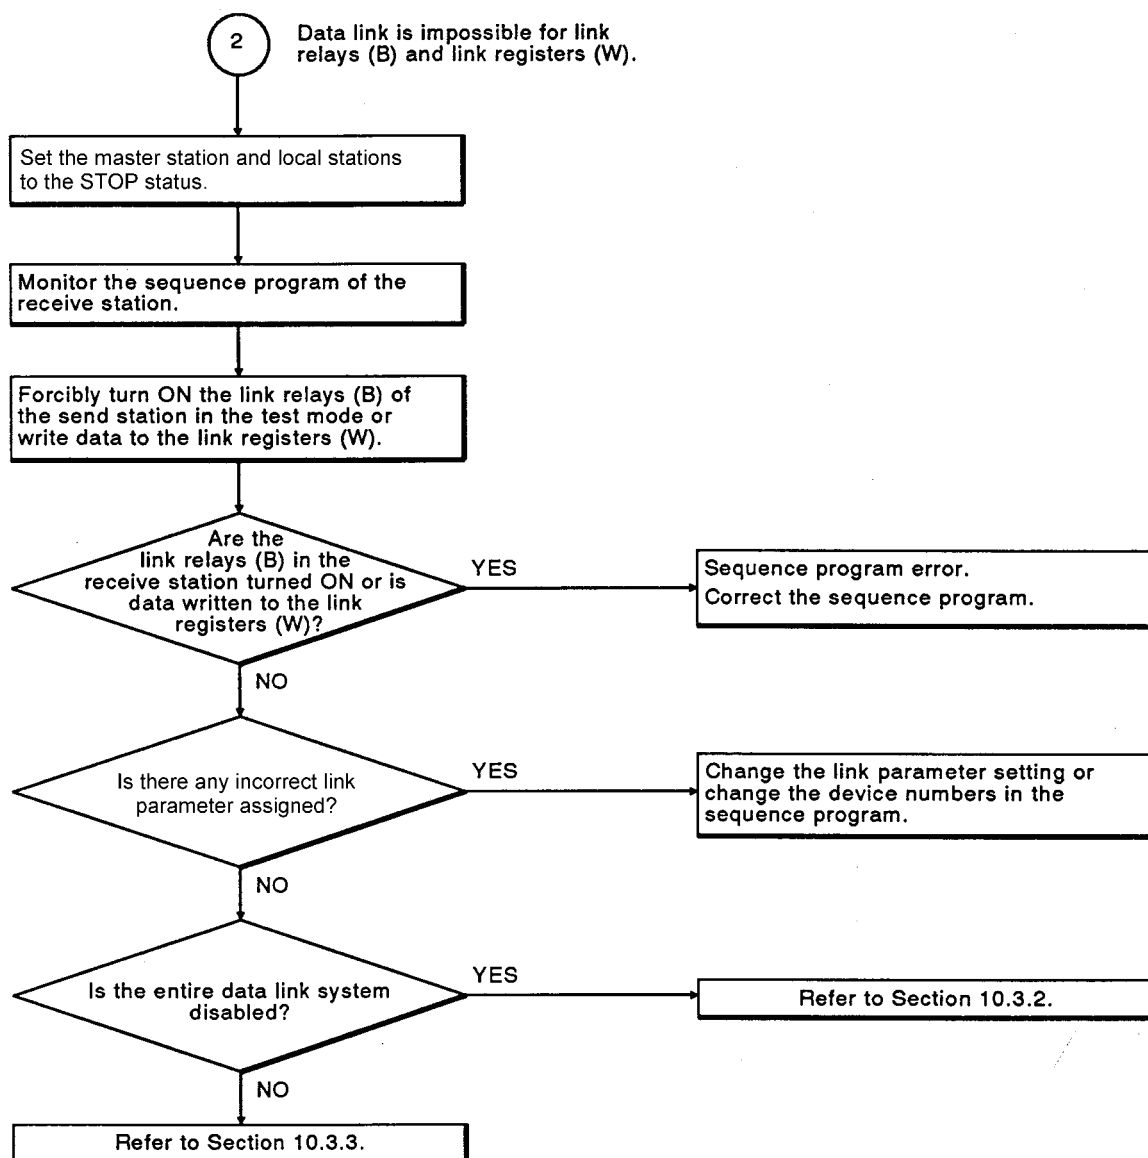 2
Data link is impossible for link
relays (B) and link registers (W).
Set the master station and local stations
to the STOP status.
Monitor the sequence program of the
receive station.
Forcibly turn ON the link relays (B) of
the send station in the test mode or
write data to the link registers (W).
Are the
link relays (B) in the
receive station turned ON or is
data written to the link
registers (W)?
YES
Sequence program error.
Correct the sequence program.
NO
Is there any incorrect link
parameter assigned?
YES
Change the link parameter setting or
change the device numbers in the
sequence program.
NO
Is the entire data link system
disabled?
YES
Refer to Section 10.3.2.
NO
Refer to Section 10.3.3.